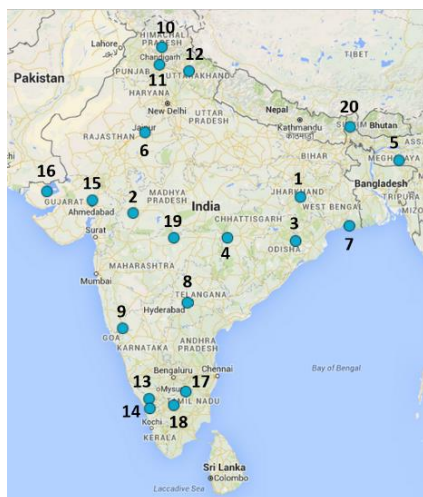 10
HIMACHAL
PRADESH
12
Lahore
Chandigarh
PUNJAB
UTTARAKHAND
11
TIBET
Pakistan
HARYANA
New Delhi
Nepal
20
UTTAR
PRADESH
Kathmandu
Bhutan
5
Jaipur
RAJASTHAN
6
BIHAR
MEGHALAYA
16
15
1
Bangladesh
GUJARAT
MADHYA
PRADESH
JHARKHAND
TRIPURA
Ahmedabad
2
India
WEST BENGAL
CHHATTISGARH
19
3
7
Surat
4
ODISHA
Mumbai
MAHARASHTRA
8
TELANGANA
9
Hyderabad
GOA
KARNATAKA
ANDHRA
PRADESH
Bay of Bengal
Bengaluru
Chennai
13
17
TAMIL NADU
14
Kochi
18
KERALA
Sri Lanka
Colombo
Laccadive Sea